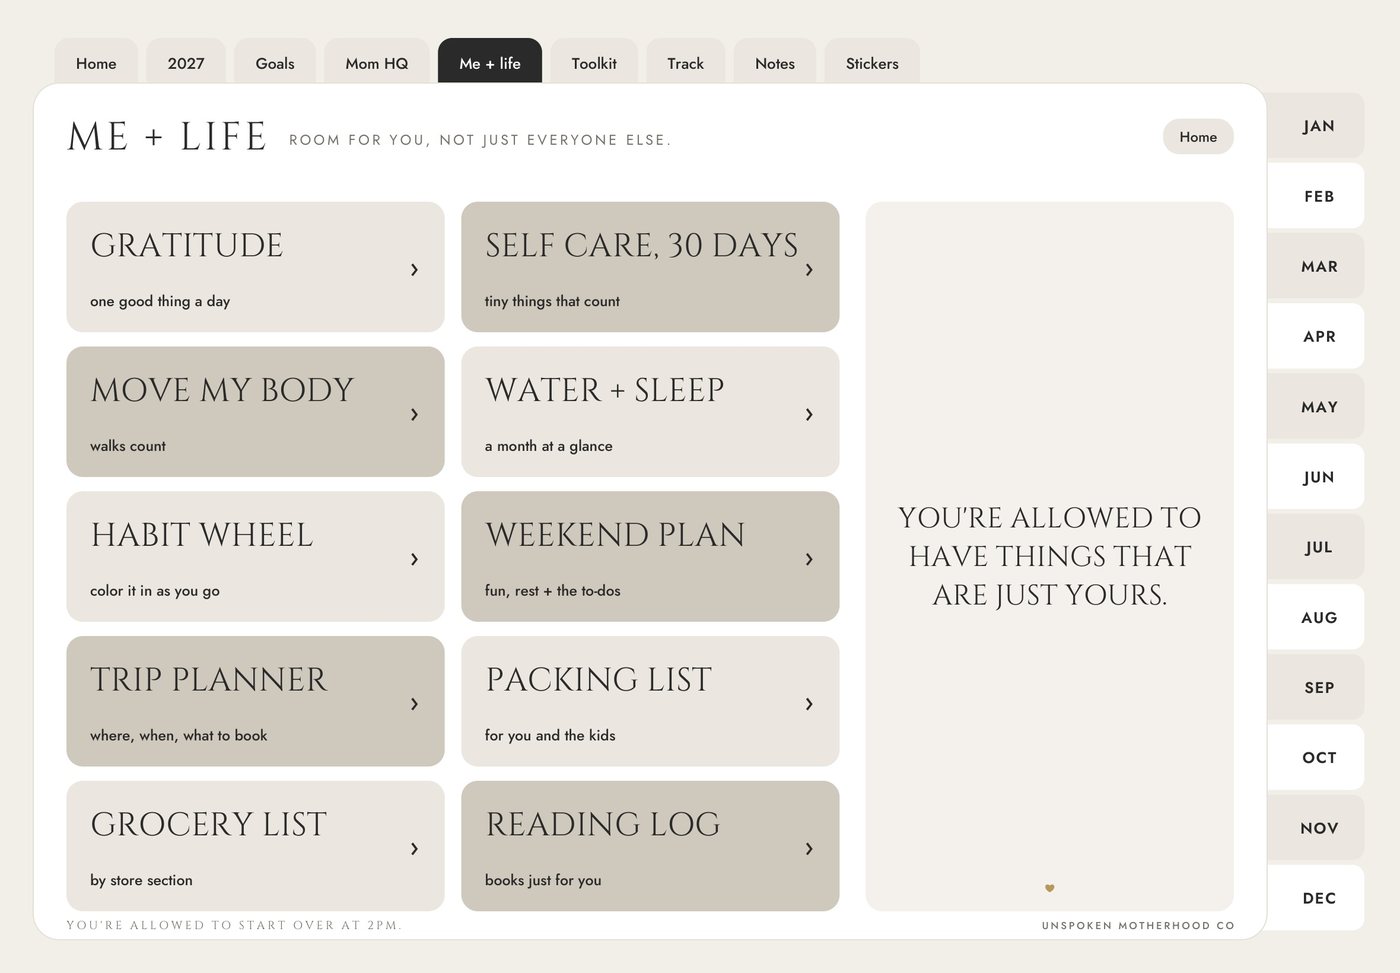 Home
2027
Goals
Mom HQ
Me + life
Toolkit
Track
Notes
Stickers
ME + LIFE
ROOM FOR YOU, NOT JUST EVERYONE ELSE.
Home
GRATITUDE
one good thing a day
SELF CARE, 30 DAYS
tiny things that count
MOVE MY BODY
walks count
WATER + SLEEP
a month at a glance
HABIT WHEEL
color it in as you go
WEEKEND PLAN
fun, rest + the to-dos
TRIP PLANNER
where, when, what to book
PACKING LIST
for you and the kids
GROCERY LIST
by store section
READING LOG
books just for you
YOU'RE ALLOWED TO
HAVE THINGS THAT
ARE JUST YOURS.
JAN
FEB
MAR
APR
MAY
JUN
JUL
AUG
SEP
OCT
NOV
DEC
YOU'RE ALLOWED TO START OVER AT 2PM.
UNSPOKEN MOTHERHOOD CO